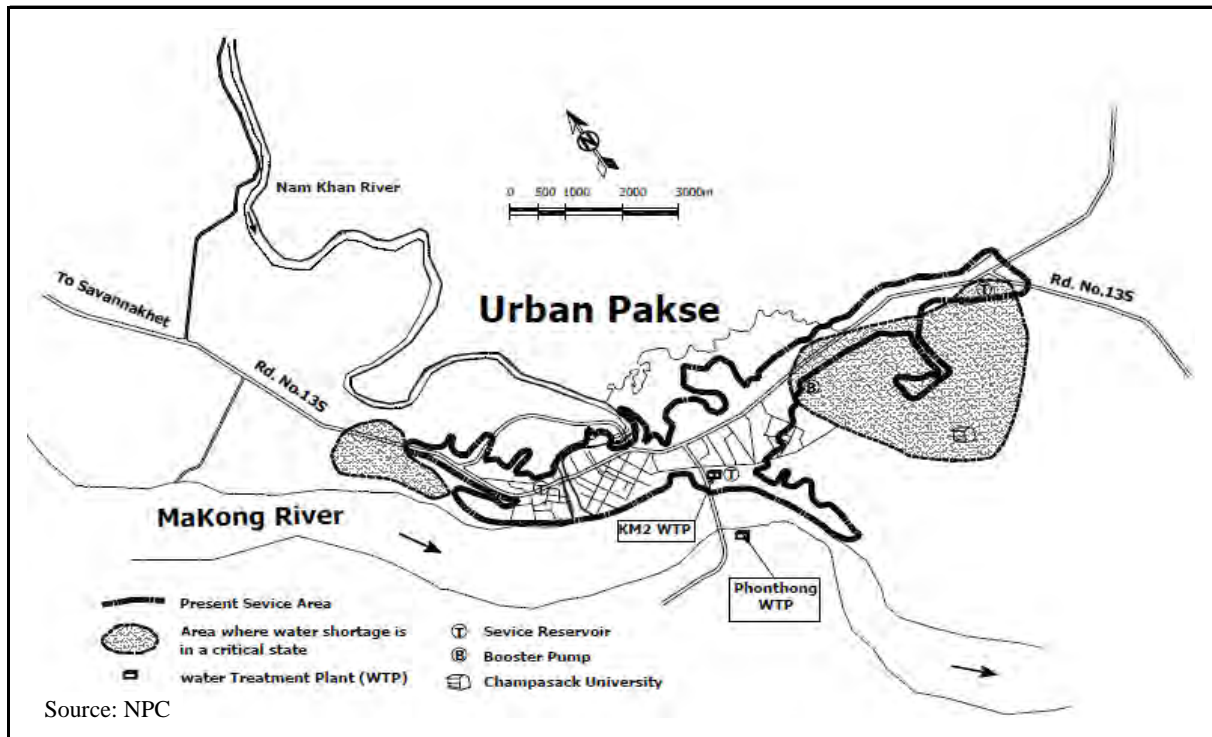 N
0 500 1000 2000 3000m
Nam Khan River
To Savannakhet
Urban Pakse
Rd. No.13S
T
Rd. No.13S
B
MaKong River
T
T
KM2 WTP
Phonthong
WTP
Present Sevice Area
Area where water shortage is
in a critical state
water Treatment Plant (WTP)
T Sevice Reservoir
B Booster Pump
Champasack University
Source: NPC